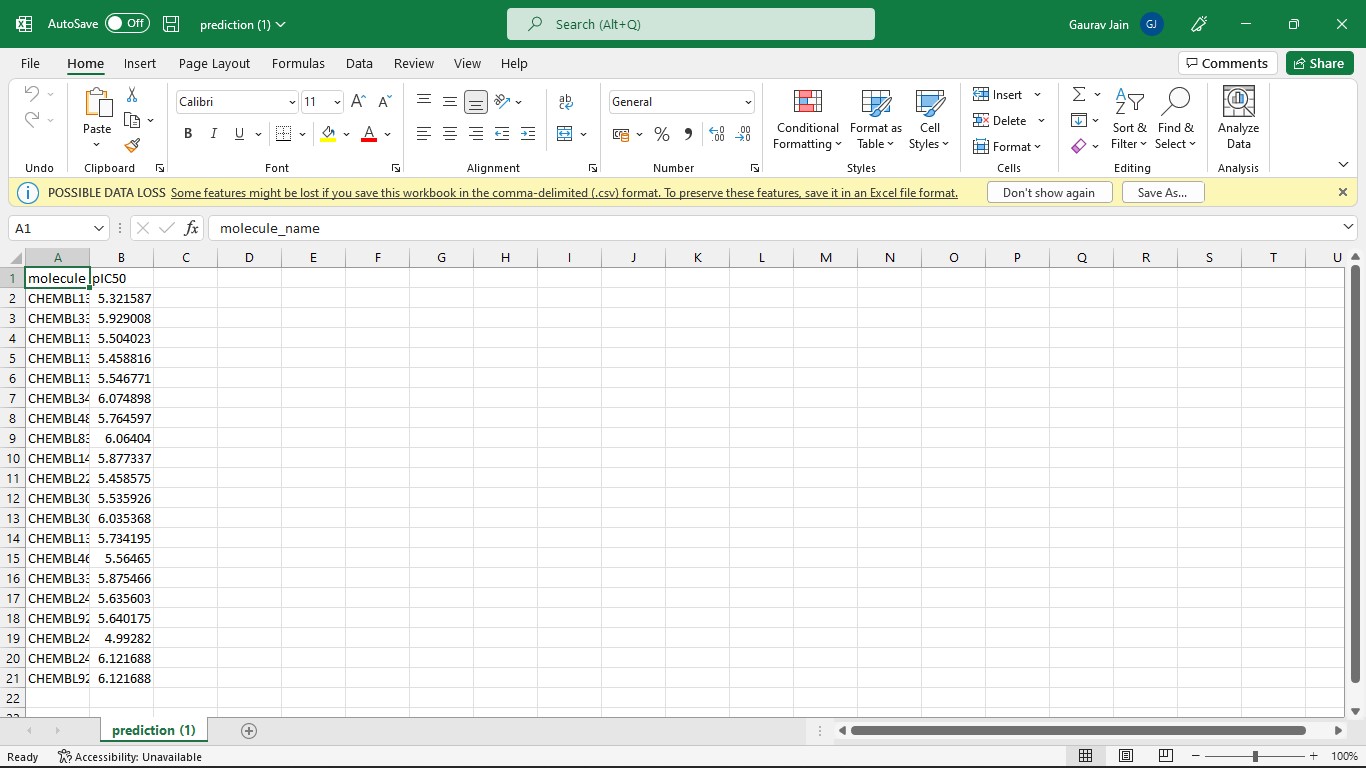 AutoSave Off prediction (1) Search (Alt+Q) Gaurav Jain GJ
File Home Insert Page Layout Formulas Data Review View Help Comments Share
Paste Calibri 11 A A ab General Conditional Formatting Format as Table Cell Styles Insert Delete Format Sort & Filter Find & Select Analyze Data
B I U A % 
Undo Clipboard Font Alignment Number Styles Cells Editing Analysis
POSSIBLE DATA LOSS Some features might be lost if you save this workbook in the comma-delimited (.csv) format. To preserve these features, save it in an Excel file format. Don't show again Save As...
A1 fx molecule_name
A B C D E F G H I J K L M N O P Q R S T U
1 molecule pIC50
2 CHEMBL13 5.321587
3 CHEMBL33 5.929008
4 CHEMBL13 5.504023
5 CHEMBL13 5.458816
6 CHEMBL13 5.546771
7 CHEMBL34 6.074898
8 CHEMBL48 5.764597
9 CHEMBL83 6.06404
10 CHEMBL14 5.877337
11 CHEMBL22 5.458575
12 CHEMBL30 5.535926
13 CHEMBL30 6.035368
14 CHEMBL13 5.734195
15 CHEMBL46 5.56465
16 CHEMBL33 5.875466
17 CHEMBL24 5.635603
18 CHEMBL92 5.640175
19 CHEMBL24 4.99282
20 CHEMBL24 6.121688
21 CHEMBL92 6.121688
22
prediction (1)
Ready Accessibility: Unavailable 100%